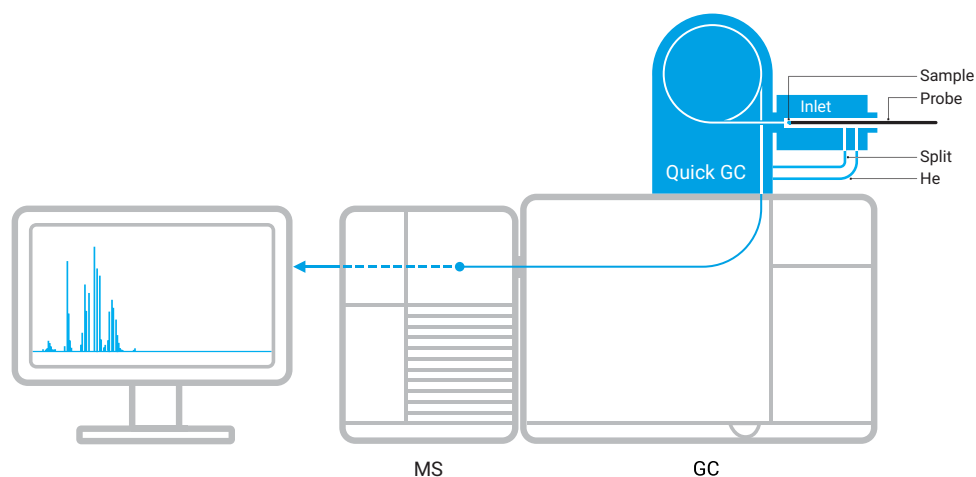 Sample
Inlet
Probe
Split
Quick GC
He
MS
GC